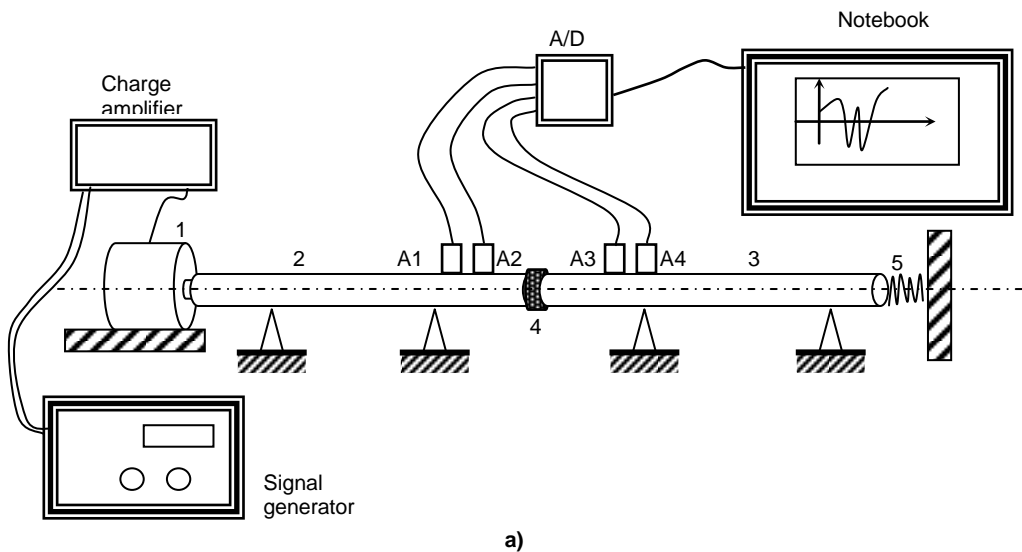 Notebook
A/D
Charge
amplifier
1
2
A1
A2
A3
A4
3
5
4
Signal
generator
a)